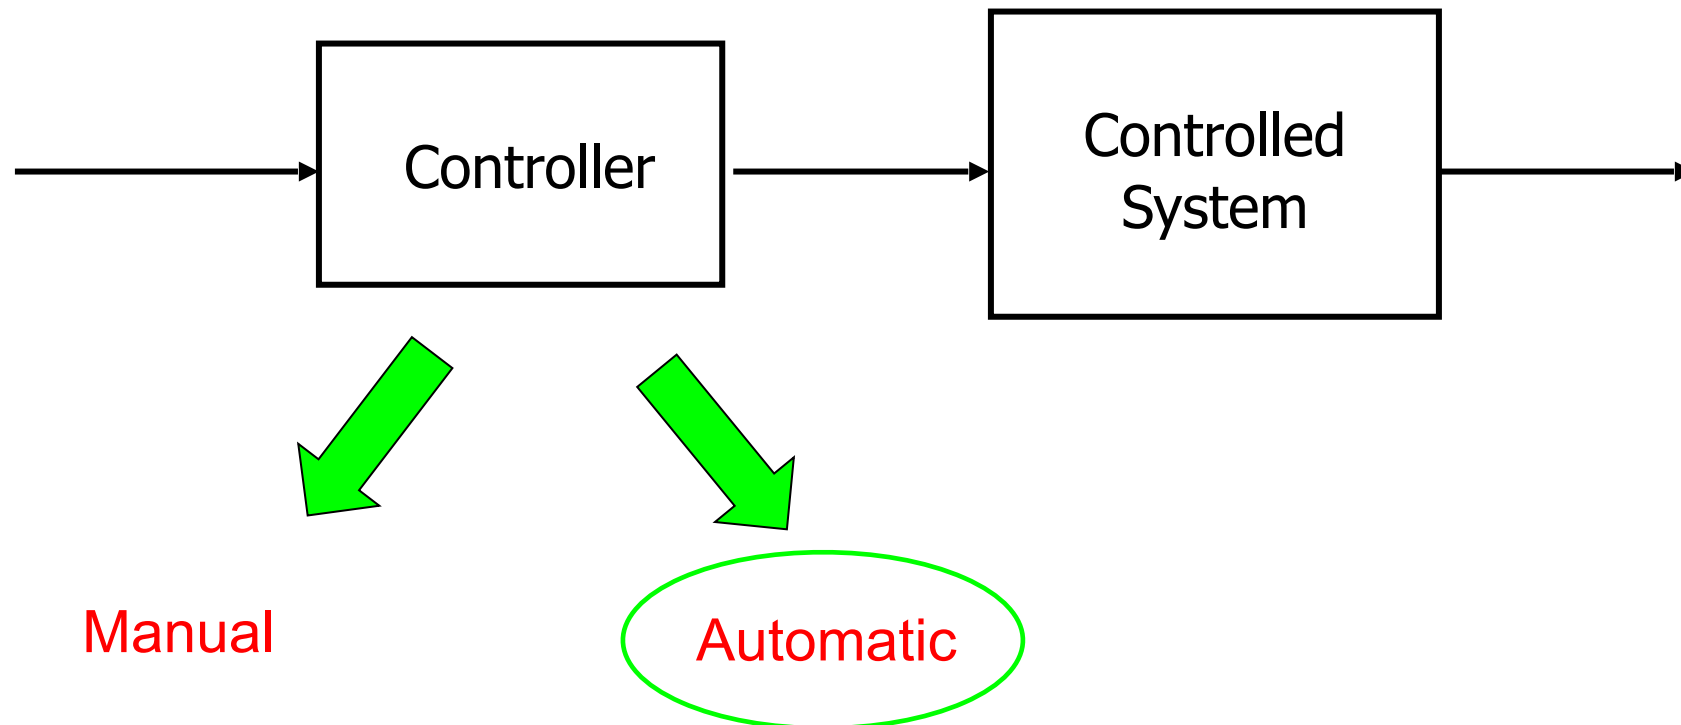 Controller
Controlled
System
Manual
Automatic